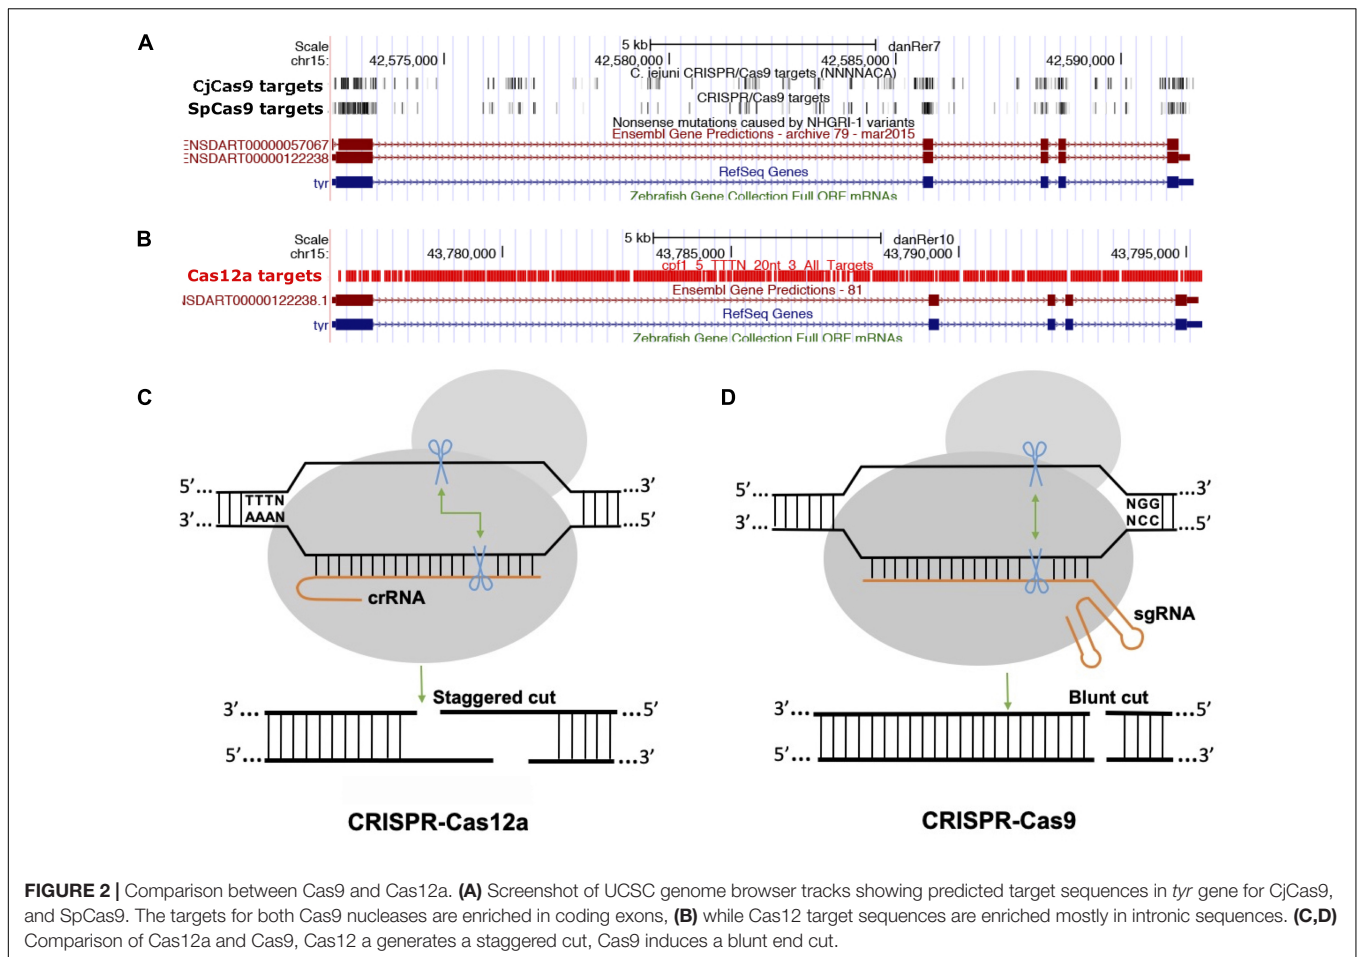 A
Scale
5 kb
danRer7
chr15:
42,575,000
42,580,000
42,585,000
42,590,000
C. jejuni CRISPR/Cas9 targets (NNNNACA)
CjCas9 targets
CRISPR/Cas9 targets
SpCas9 targets
Nonsense mutations caused by NHGRI-1 variants
Ensembl Gene Predictions - archive 79 - mar2015
ENSDART00000057067
ENSDART00000122238
RefSeq Genes
tyr
Zebrafish Gene Collection Full ORF mRNAs
B
Scale
5 kb
danRer10
chr15:
43,780,000
43,785,000
43,790,000
43,795,000
cpf1_5_TTTN_20nt_3_All_Targets
Cas12a targets
Ensembl Gene Predictions - 81
NSDART00000122238.1
RefSeq Genes
tyr
Zebrafish Gene Collection Full ORF mRNAs
C
5’... TTTN ...3’
3’... AAAN ...5’
crRNA
Staggered cut
3’... ...5’
5’... ...3’
CRISPR-Cas12a
D
5’... NGG ...3’
3’... NCC ...5’
sgRNA
Blunt cut
3’... ...5’
5’... ...3’
CRISPR-Cas9
FIGURE 2 | Comparison between Cas9 and Cas12a. (A) Screenshot of UCSC genome browser tracks showing predicted target sequences in tyr gene for CjCas9,
and SpCas9. The targets for both Cas9 nucleases are enriched in coding exons, (B) while Cas12 target sequences are enriched mostly in intronic sequences. (C,D)
Comparison of Cas12a and Cas9, Cas12 a generates a staggered cut, Cas9 induces a blunt end cut.